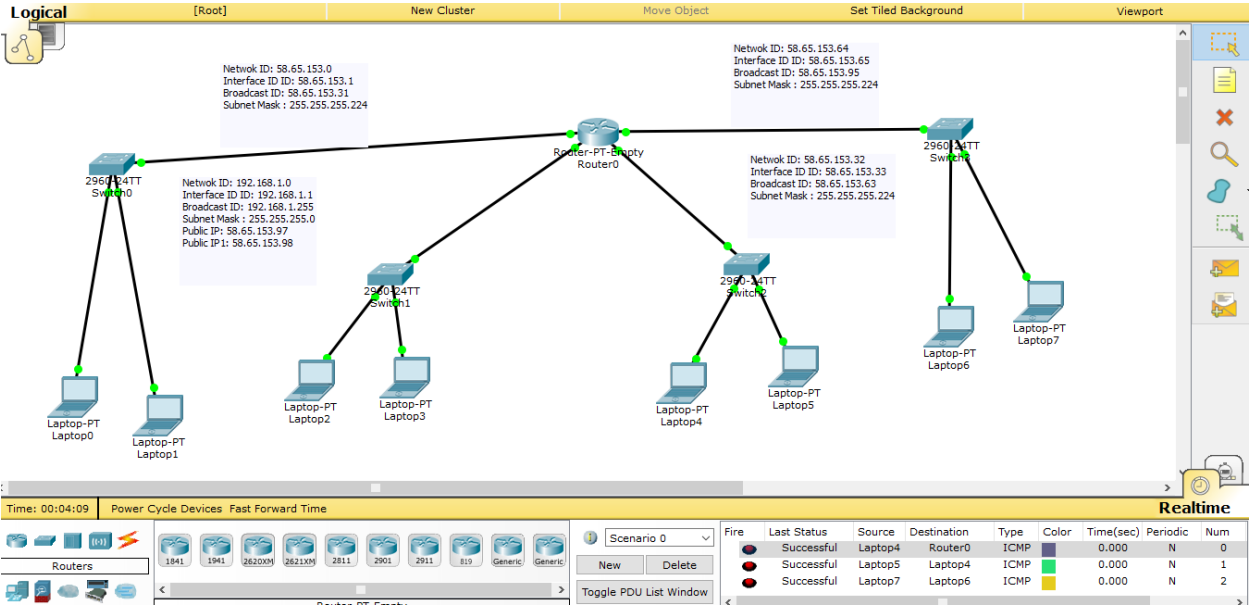 Logical
[Root]
New Cluster
Move Object
Set Tiled Background
Viewport
Netwok ID: 58.65.153.0
Interface ID ID: 58.65.153.1
Broadcast ID: 58.65.153.31
Subnet Mask : 255.255.255.224
Netwok ID: 58.65.153.64
Interface ID ID: 58.65.153.65
Broadcast ID: 58.65.153.95
Subnet Mask : 255.255.255.224
Router-PT-Empty
Router0
2960-24TT
Switch3
2960-24TT
Switch0
Netwok ID: 192.168.1.0
Interface ID ID: 192.168.1.1
Broadcast ID: 192.168.1.255
Subnet Mask : 255.255.255.0
Public IP: 58.65.153.97
Public IP1: 58.65.153.98
Netwok ID: 58.65.153.32
Interface ID ID: 58.65.153.33
Broadcast ID: 58.65.153.63
Subnet Mask : 255.255.255.224
2960-24TT
Switch1
2960-24TT
Switch2
Laptop-PT
Laptop7
Laptop-PT
Laptop6
Laptop-PT
Laptop5
Laptop-PT
Laptop4
Laptop-PT
Laptop3
Laptop-PT
Laptop2
Laptop-PT
Laptop0
Laptop-PT
Laptop1
Time: 00:04:09
Power Cycle Devices Fast Forward Time
Realtime
Routers
1841
1941
2620XM
2621XM
2811
2901
2911
819
Generic
Generic
Router-PT-Empty
Scenario 0
New
Delete
Toggle PDU List Window
Fire Last Status Source Destination Type Color Time(sec) Periodic Num
Successful Laptop4 Router0 ICMP 0.000 N 0
Successful Laptop5 Laptop4 ICMP 0.000 N 1
Successful Laptop7 Laptop6 ICMP 0.000 N 2